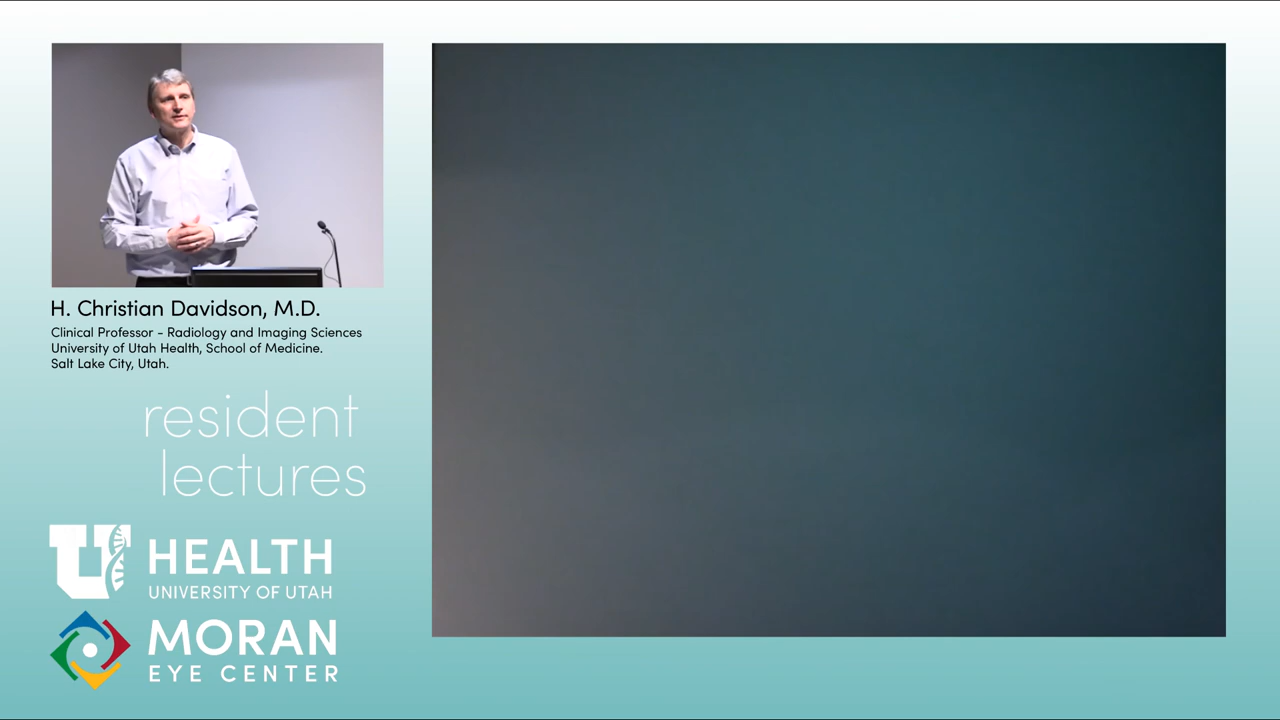 H. Christian Davidson, M.D.
Clinical Professor - Radiology and Imaging Sciences
University of Utah Health, School of Medicine.
Salt Lake City, Utah.
resident
lectures
U HEALTH
UNIVERSITY OF UTAH
MORAN
EYE CENTER